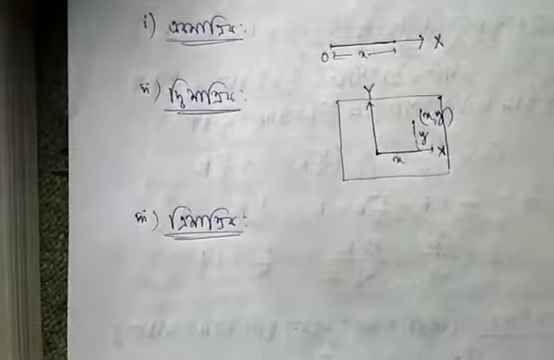 i) একমাত্রিক:
O x X
ii) দ্বিমাত্রিক:
Y
(x,y)
y
x X
iii) ত্রিমাত্রিক: